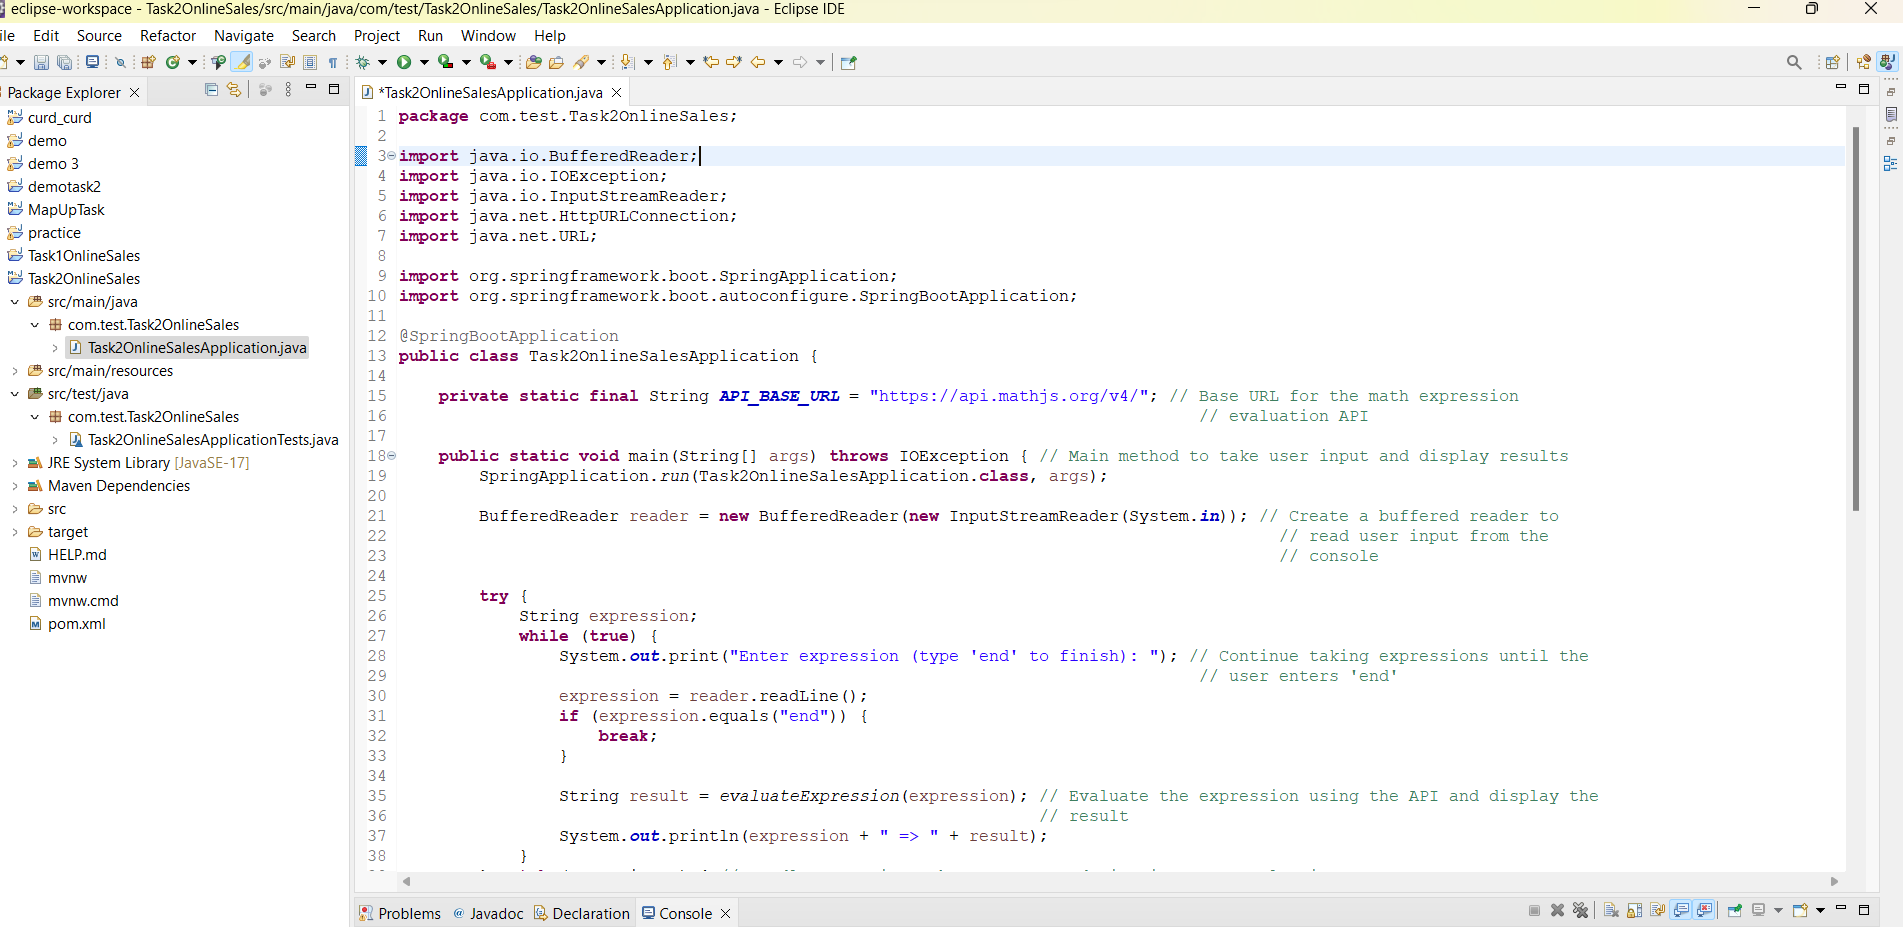 eclipse-workspace - Task2OnlineSales/src/main/java/com/test/Task2OnlineSales/Task2OnlineSalesApplication.java - Eclipse IDE
ile Edit Source Refactor Navigate Search Project Run Window Help
Package Explorer
curd_curd
demo
demo 3
demotask2
MapUpTask
practice
Task1OnlineSales
Task2OnlineSales
src/main/java
com.test.Task2OnlineSales
Task2OnlineSalesApplication.java
src/main/resources
src/test/java
com.test.Task2OnlineSales
Task2OnlineSalesApplicationTests.java
JRE System Library [JavaSE-17]
Maven Dependencies
src
target
HELP.md
mvnw
mvnw.cmd
pom.xml
*Task2OnlineSalesApplication.java
1 package com.test.Task2OnlineSales;
2
3 import java.io.BufferedReader;
4 import java.io.IOException;
5 import java.io.InputStreamReader;
6 import java.net.HttpURLConnection;
7 import java.net.URL;
8
9 import org.springframework.boot.SpringApplication;
10 import org.springframework.boot.autoconfigure.SpringBootApplication;
11
12 @SpringBootApplication
13 public class Task2OnlineSalesApplication {
14
15 private static final String API_BASE_URL = "https://api.mathjs.org/v4/"; // Base URL for the math expression
16 // evaluation API
17
18 public static void main(String[] args) throws IOException { // Main method to take user input and display results
19 SpringApplication.run(Task2OnlineSalesApplication.class, args);
20
21 BufferedReader reader = new BufferedReader(new InputStreamReader(System.in)); // Create a buffered reader to
22 // read user input from the
23 // console
24
25 try {
26 String expression;
27 while (true) {
28 System.out.print("Enter expression (type 'end' to finish): "); // Continue taking expressions until the
29 // user enters 'end'
30 expression = reader.readLine();
31 if (expression.equals("end")) {
32 break;
33 }
34
35 String result = evaluateExpression(expression); // Evaluate the expression using the API and display the
36 // result
37 System.out.println(expression + " => " + result);
38 }
Problems @ Javadoc Declaration Console